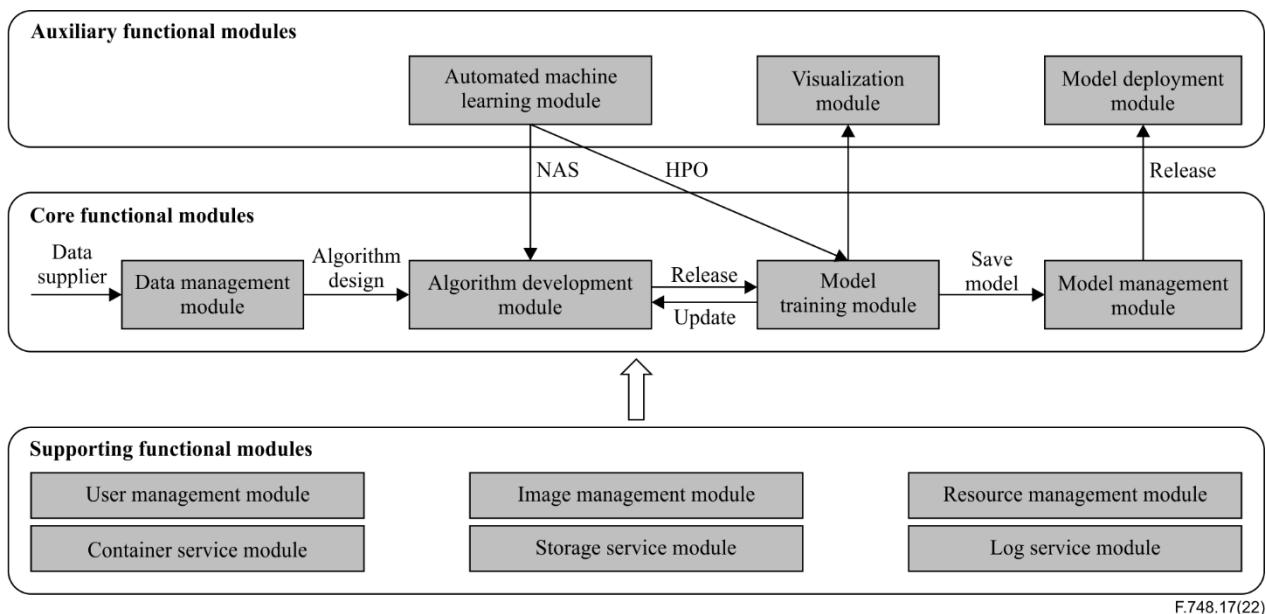 Auxiliary functional modules
Automated machine
learning module
Visualization
module
Model deployment
module
NAS
HPO
Release
Core functional modules
Data
supplier
Data management
module
Algorithm
design
Algorithm development
module
Release
Update
Model
training module
Save
model
Model management
module
Supporting functional modules
User management module
Image management module
Resource management module
Container service module
Storage service module
Log service module
F.748.17(22)